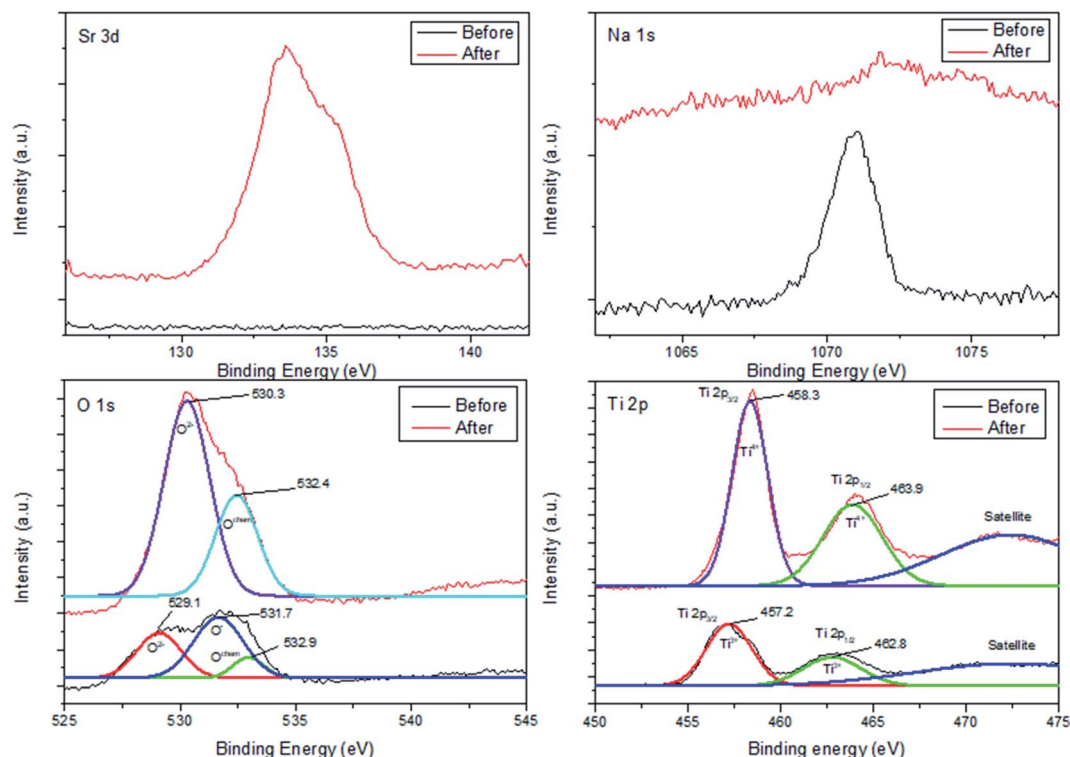 Sr 3d
Before
After
Intensity (a.u.)
130 135 140
Binding Energy (eV)
Na 1s
Before
After
Intensity (a.u.)
1065 1070 1075
Binding Energy (eV)
O 1s
Before
After
530.3
O²⁻
532.4
O^chem
529.1
531.7
O⁻
O²⁻
O^chem
532.9
Intensity (a.u.)
525 530 535 540 545
Binding Energy (eV)
Ti 2p
Before
After
Ti 2p₃/₂
458.3
Ti⁴⁺
Ti 2p₁/₂
463.9
Ti⁴⁺
Satellite
Ti 2p₃/₂
457.2
Ti³⁺
Ti 2p₁/₂
462.8
Ti³⁺
Satellite
Intensity (a.u.)
450 455 460 465 470 475
Binding energy (eV)